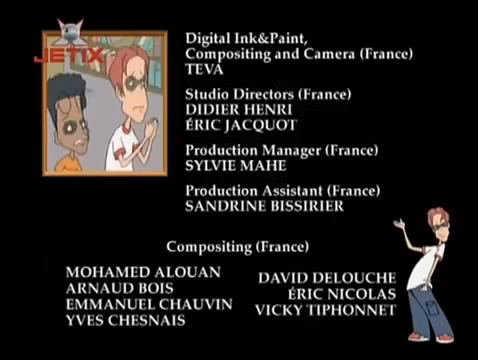 JETIX
Digital Ink&Paint,
Compositing and Camera (France)
TEVA
Studio Directors (France)
DIDIER HENRI
ÉRIC JACQUOT
Production Manager (France)
SYLVIE MAHE
Production Assistant (France)
SANDRINE BISSIRIER
Compositing (France)
MOHAMED ALOUAN
ARNAUD BOIS
EMMANUEL CHAUVIN
YVES CHESNAIS
DAVID DELOUCHE
ÉRIC NICOLAS
VICKY TIPHONNET